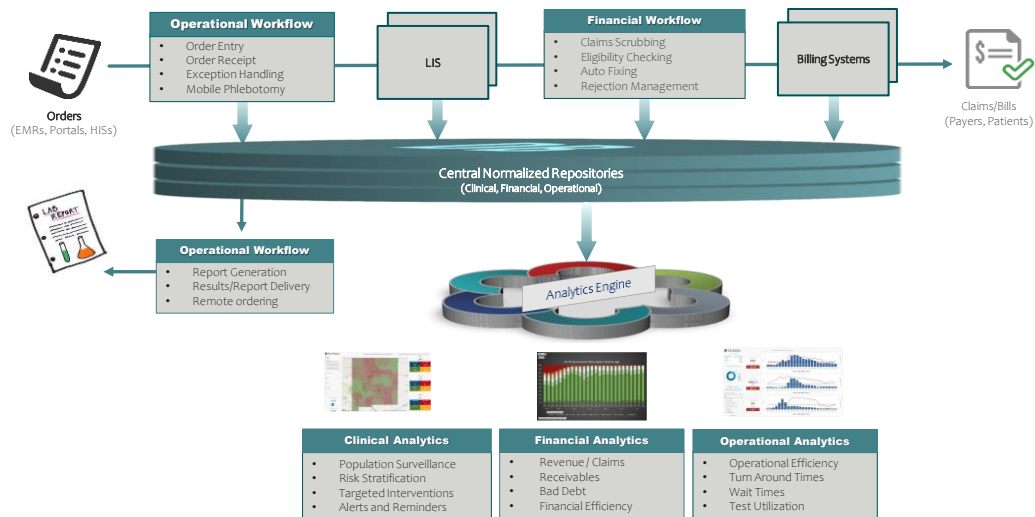 Operational Workflow
• Order Entry
• Order Receipt
• Exception Handling
• Mobile Phlebotomy
LIS
Financial Workflow
• Claims Scrubbing
• Eligibility Checking
• Auto Fixing
• Rejection Management
Billing Systems
Orders
(EMRs, Portals, HISs)
Claims/Bills
(Payers, Patients)
Central Normalized Repositories
(Clinical, Financial, Operational)
LAB
REPORT
Operational Workflow
• Report Generation
• Results/Report Delivery
• Remote ordering
Analytics Engine
Clinical Analytics
• Population Surveillance
• Risk Stratification
• Targeted Interventions
• Alerts and Reminders
Financial Analytics
• Revenue / Claims
• Receivables
• Bad Debt
• Financial Efficiency
Operational Analytics
• Operational Efficiency
• Turn Around Times
• Wait Times
• Test Utilization